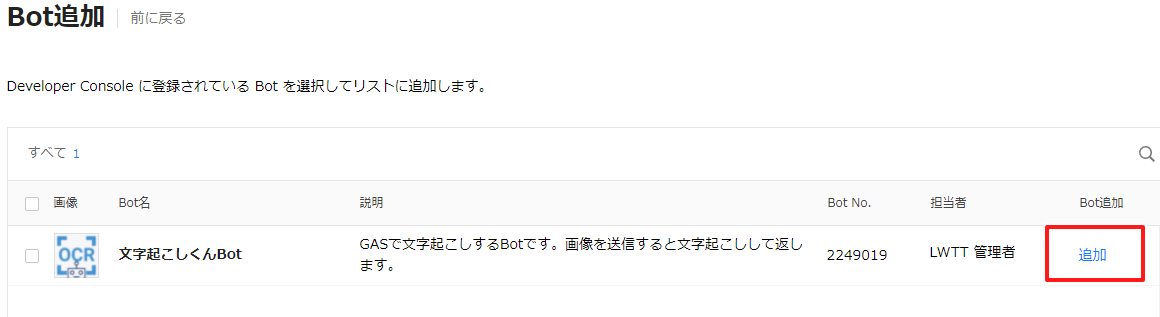 Bot追加 前に戻る
Developer Console に登録されている Bot を選択してリストに追加します。
すべて 1
画像 Bot名 説明 Bot No. 担当者 Bot追加
OCR 文字起こしくんBot GASで文字起こしするBotです。画像を送信すると文字起こしして返し
ます。 2249019 LWTT 管理者 追加